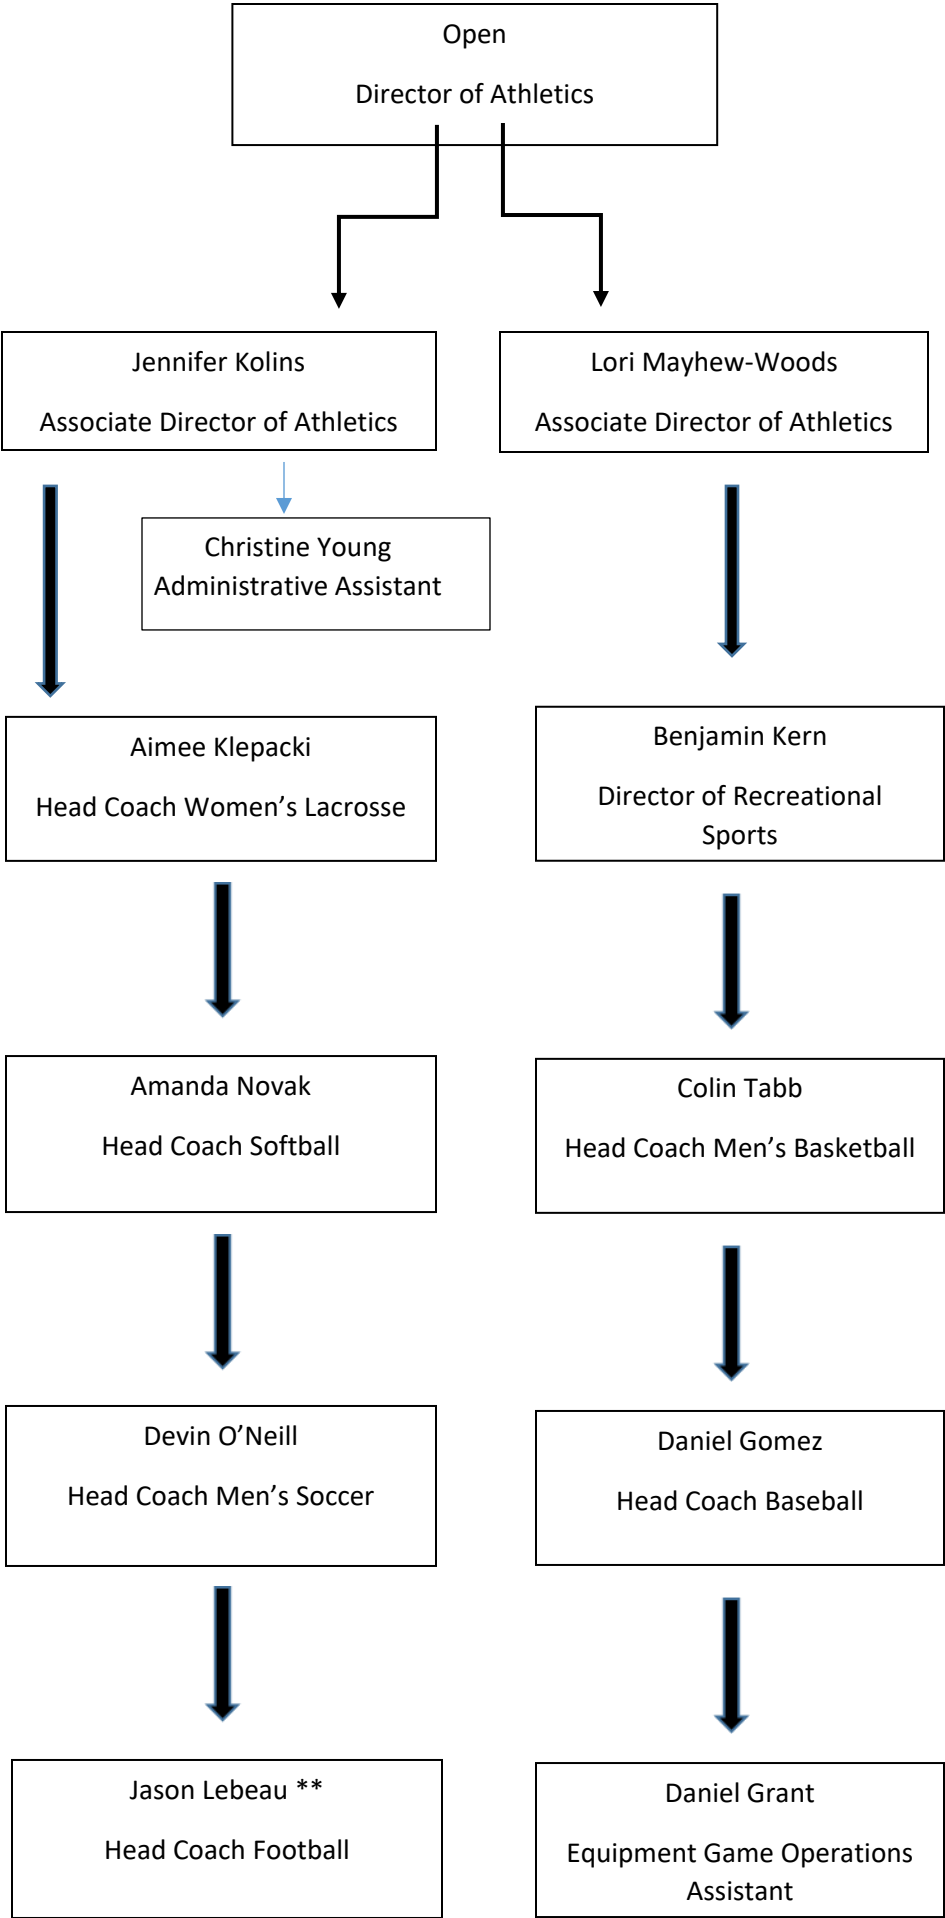 Open
Director of Athletics
Jennifer Kolins
Associate Director of Athletics
Lori Mayhew-Woods
Associate Director of Athletics
Christine Young
Administrative Assistant
Aimee Klepacki
Head Coach Women’s Lacrosse
Benjamin Kern
Director of Recreational
Sports
Amanda Novak
Head Coach Softball
Colin Tabb
Head Coach Men’s Basketball
Devin O’Neill
Head Coach Men’s Soccer
Daniel Gomez
Head Coach Baseball
Jason Lebeau **
Head Coach Football
Daniel Grant
Equipment Game Operations
Assistant